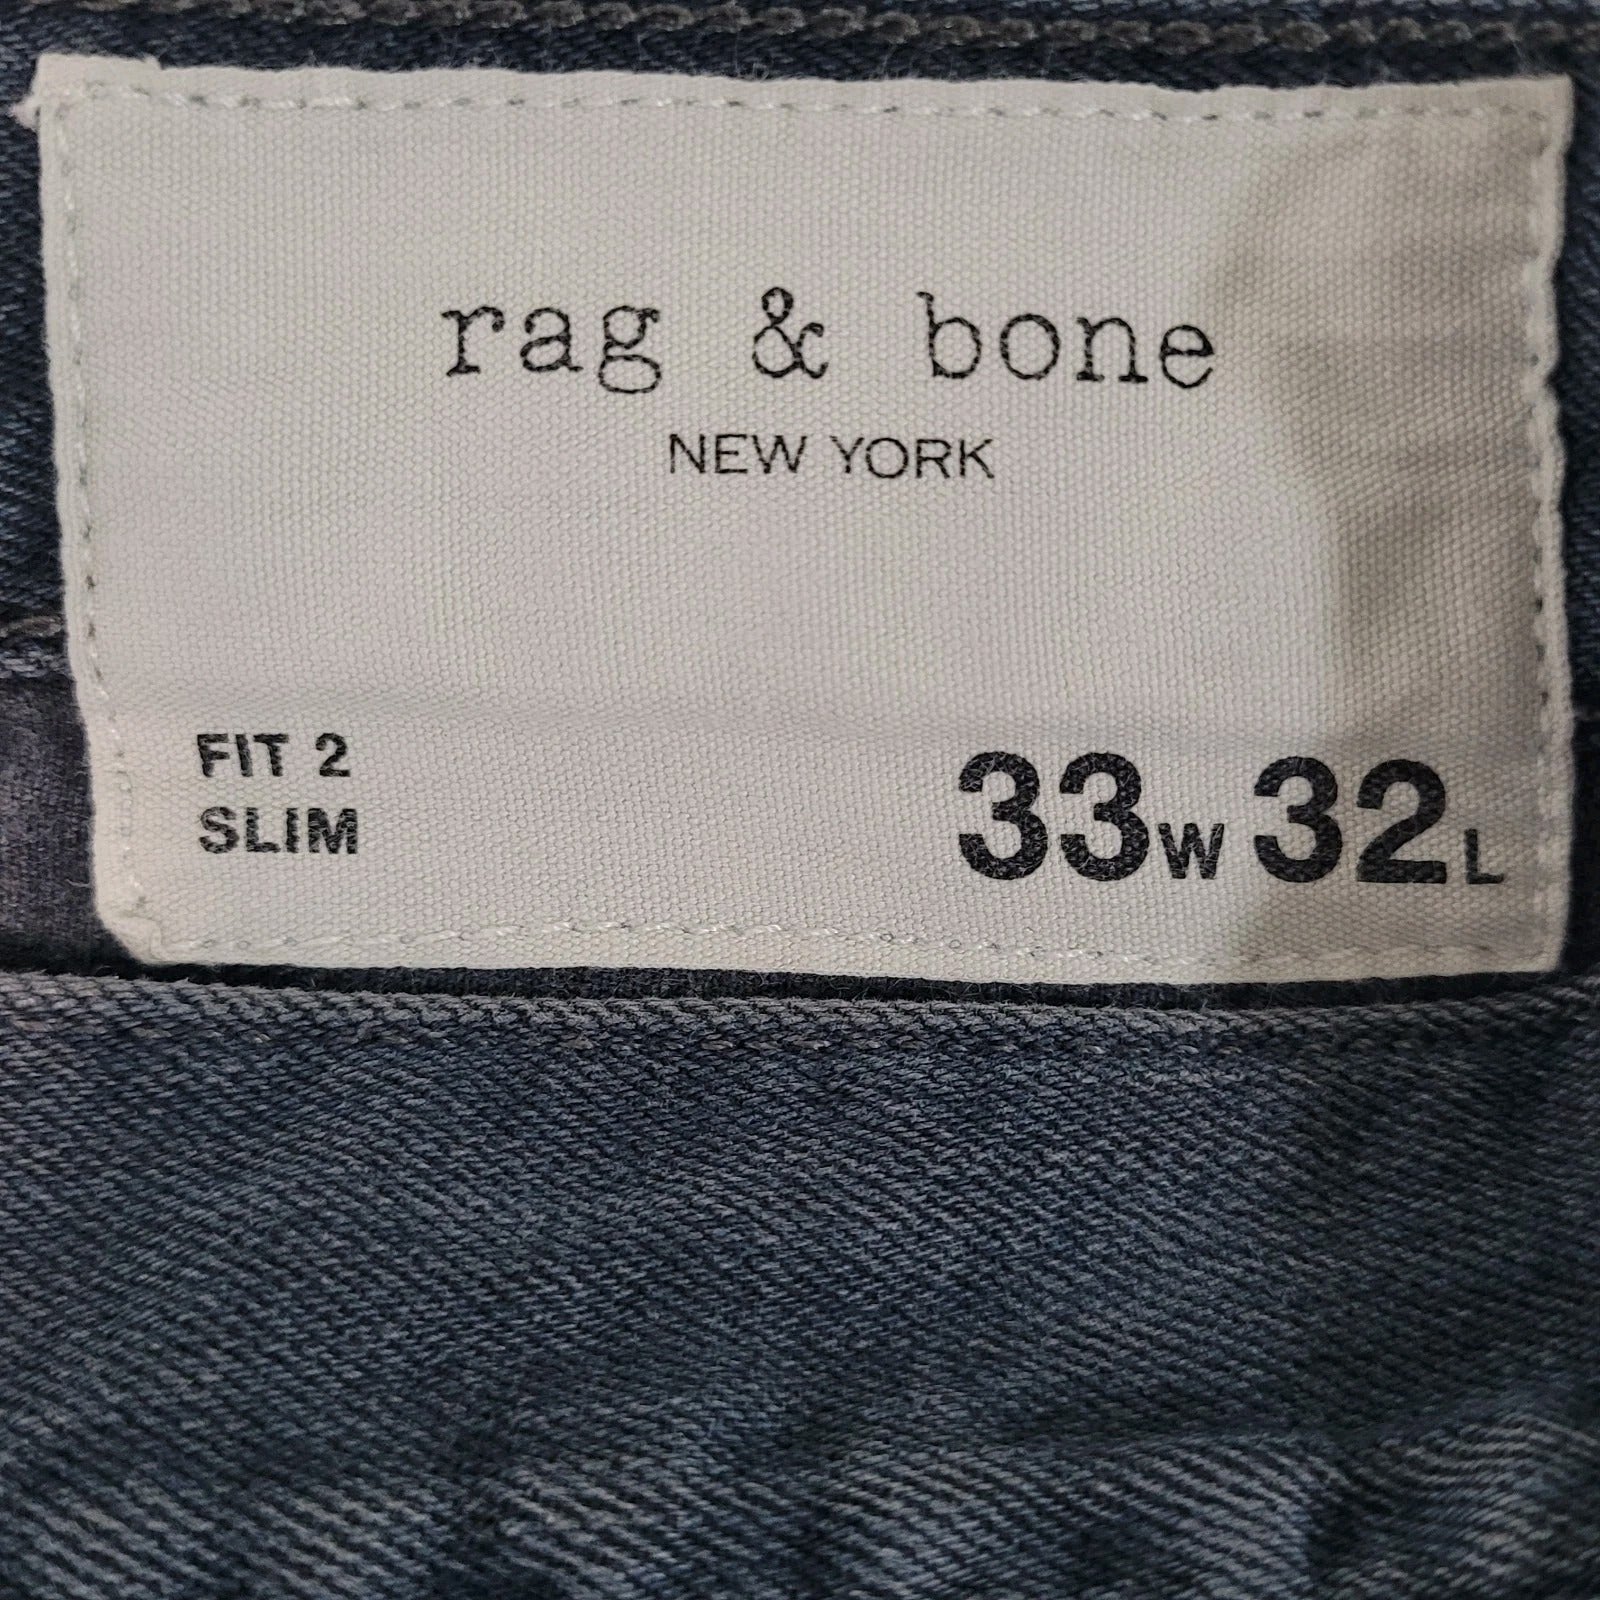 rag & bone
NEW YORK
FIT 2
SLIM
33W 32L